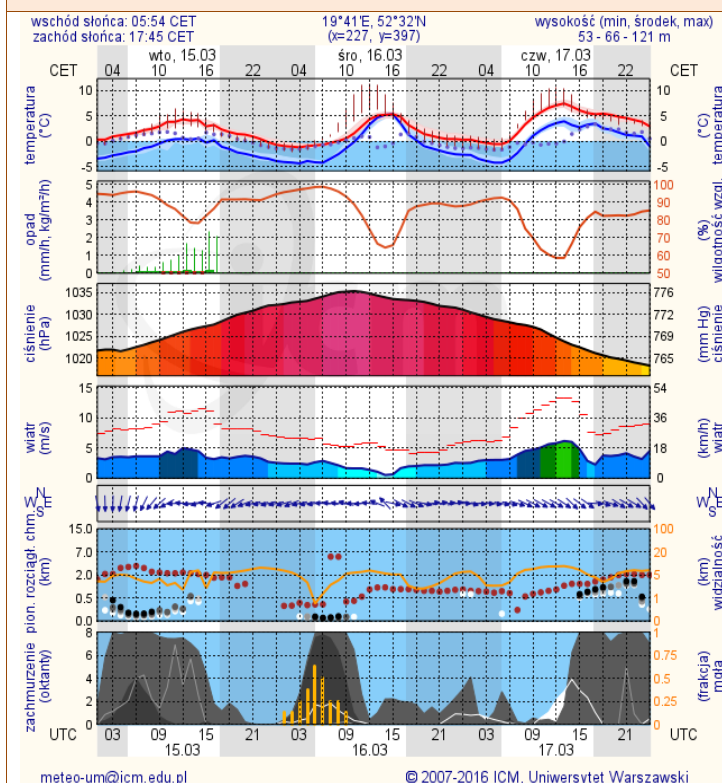 wschód słońca: 05:54 CET
zachód słońca: 17:45 CET
19°41'E, 52°32'N
(x=227, y=397)
wysokość (min, środek, max)
53 - 66 - 121 m
wto, 15.03
śro, 16.03
czw, 17.03
CET 04 10 16 22 04 10 16 22 04 10 16 22 CET
temperatura
(°C)
10
5
0
-5
10
5
0
-5
temperatura
(°C)
opad
(mm/h, kg/m²/h)
5
4
3
2
1
0
100
90
80
70
60
50
(%)
wilgotność wzgl.
ciśnienie
(hPa)
1035
1030
1025
1020
776
772
769
765
(mm Hg)
ciśnienie
wiatr
(m/s)
15
10
5
0
54
36
18
0
(km/h)
wiatr
N
W E
S
N
W E
S
pion. rozciągł. chm.
(km)
15.0
7.0
2.0
0.5
0.0
100
20
5
1
0
(km)
widzialność
zachmurzenie
(oktanty)
8
6
4
2
0
1
0.75
0.5
0.25
0
(frakcja)
mgła
UTC 03 09 15 21 03 09 15 21 03 09 15 21 UTC
15.03 16.03 17.03
meteo-um@icm.edu.pl
© 2007-2016 ICM, Uniwersytet Warszawski